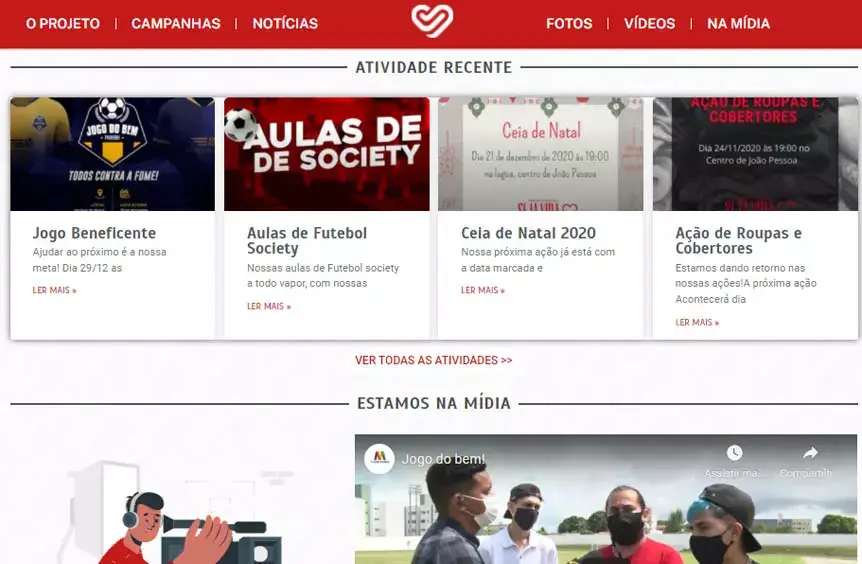 O PROJETO | CAMPANHAS | NOTÍCIAS
FOTOS | VÍDEOS | NA MÍDIA
ATIVIDADE RECENTE
JOGO DO BEM
TODOS CONTRA A FOME!
Jogo Beneficente
Ajudar ao próximo é a nossa
meta! Dia 29/12 as
LER MAIS »
AULAS DE
DE SOCIETY
Aulas de Futebol
Society
Nossas aulas de Futebol society
a todo vapor, com nossas
LER MAIS »
Ceia de Natal
Dia 21 de dezembro de 2020 às 19:00
na lagoa, centro de João Pessoa
Ceia de Natal 2020
Nossa próxima ação já está com
a data marcada e
LER MAIS »
AÇÃO DE ROUPAS E
COBERTORES
Dia 24/11/2020 às 19:00 no
Centro de João Pessoa
Ação de Roupas e
Cobertores
Estamos dando retorno nas
nossas ações!A próxima ação
Acontecerá dia
LER MAIS »
VER TODAS AS ATIVIDADES >>
ESTAMOS NA MÍDIA
Jogo do bem!
Assistir ma...
Compartilh...